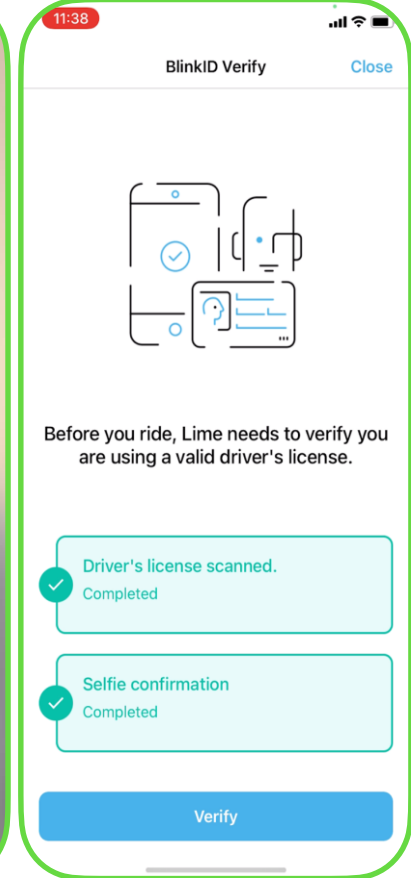 11:38
BlinkID Verify
Close
Before you ride, Lime needs to verify you
are using a valid driver's license.
Driver's license scanned.
Completed
Selfie confirmation
Completed
Verify